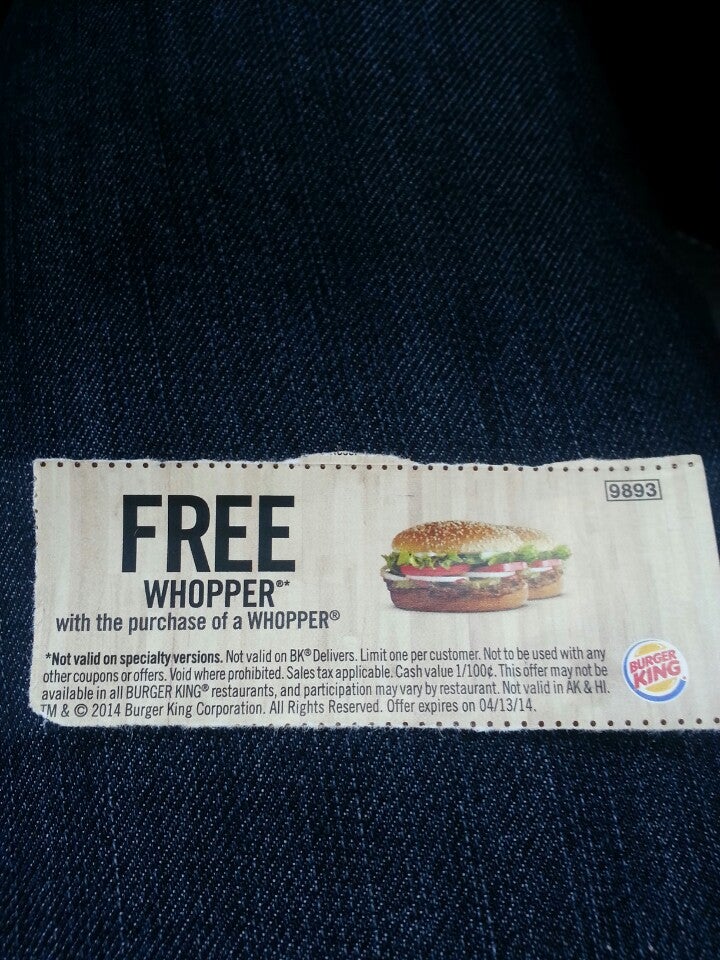 9893
FREE
WHOPPER®*
with the purchase of a WHOPPER®
*Not valid on specialty versions. Not valid on BK® Delivers. Limit one per customer. Not to be used with any
other coupons or offers. Void where prohibited. Sales tax applicable. Cash value 1/100¢. This offer may not be
available in all BURGER KING® restaurants, and participation may vary by restaurant. Not valid in AK & HI.
TM & © 2014 Burger King Corporation. All Rights Reserved. Offer expires on 04/13/14.
BURGER
KING